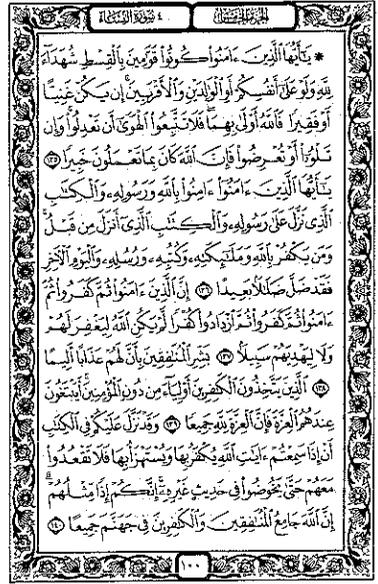 الجزء الخامس
٤ سورة النساء
* يَٰٓأَيُّهَا ٱلَّذِينَ ءَامَنُوا۟ كُونُوا۟ قَوَّٰمِينَ بِٱلْقِسْطِ شُهَدَآءَ
لِلَّهِ وَلَوْ عَلَىٰٓ أَنفُسِكُمْ أَوِ ٱلْوَٰلِدَيْنِ وَٱلْأَقْرَبِينَ ۚ إِن يَكُنْ غَنِيًّا
أَوْ فَقِيرًا فَٱللَّهُ أَوْلَىٰ بِهِمَا ۖ فَلَا تَتَّبِعُوا۟ ٱلْهَوَىٰٓ أَن تَعْدِلُوا۟ ۚ وَإِن
تَلْوُۥٓا۟ أَوْ تُعْرِضُوا۟ فَإِنَّ ٱللَّهَ كَانَ بِمَا تَعْمَلُونَ خَبِيرًا ١٣٥
يَٰٓأَيُّهَا ٱلَّذِينَ ءَامَنُوٓا۟ ءَامِنُوا۟ بِٱللَّهِ وَرَسُولِهِۦ وَٱلْكِتَٰبِ
ٱلَّذِى نَزَّلَ عَلَىٰ رَسُولِهِۦ وَٱلْكِتَٰبِ ٱلَّذِىٓ أَنزَلَ مِن قَبْلُ ۚ
وَمَن يَكْفُرْ بِٱللَّهِ وَمَلَٰٓئِكَتِهِۦ وَكُتُبِهِۦ وَرُسُلِهِۦ وَٱلْيَوْمِ ٱلْءَاخِرِ
فَقَدْ ضَلَّ ضَلَٰلًۢا بَعِيدًا ١٣٦ إِنَّ ٱلَّذِينَ ءَامَنُوا۟ ثُمَّ كَفَرُوا۟ ثُمَّ
ءَامَنُوا۟ ثُمَّ كَفَرُوا۟ ثُمَّ ٱزْدَادُوا۟ كُفْرًا لَّمْ يَكُنِ ٱللَّهُ لِيَغْفِرَ لَهُمْ
وَلَا لِيَهْدِيَهُمْ سَبِيلًۢا ١٣٧ بَشِّرِ ٱلْمُنَٰفِقِينَ بِأَنَّ لَهُمْ عَذَابًا أَلِيمًا
١٣٨ ٱلَّذِينَ يَتَّخِذُونَ ٱلْكَٰفِرِينَ أَوْلِيَآءَ مِن دُونِ ٱلْمُؤْمِنِينَ ۚ أَيَبْتَغُونَ
عِندَهُمُ ٱلْعِزَّةَ فَإِنَّ ٱلْعِزَّةَ لِلَّهِ جَمِيعًا ١٣٩ وَقَدْ نَزَّلَ عَلَيْكُمْ فِى ٱلْكِتَٰبِ
أَنْ إِذَا سَمِعْتُمْ ءَايَٰتِ ٱللَّهِ يُكْفَرُ بِهَا وَيُسْتَهْزَأُ بِهَا فَلَا تَقْعُدُوا۟
مَعَهُمْ حَتَّىٰ يَخُوضُوا۟ فِى حَدِيثٍ غَيْرِهِۦٓ ۚ إِنَّكُمْ إِذًا مِّثْلُهُمْ ۗ
إِنَّ ٱللَّهَ جَامِعُ ٱلْمُنَٰفِقِينَ وَٱلْكَٰفِرِينَ فِى جَهَنَّمَ جَمِيعًا ١٤٠
١٠٠